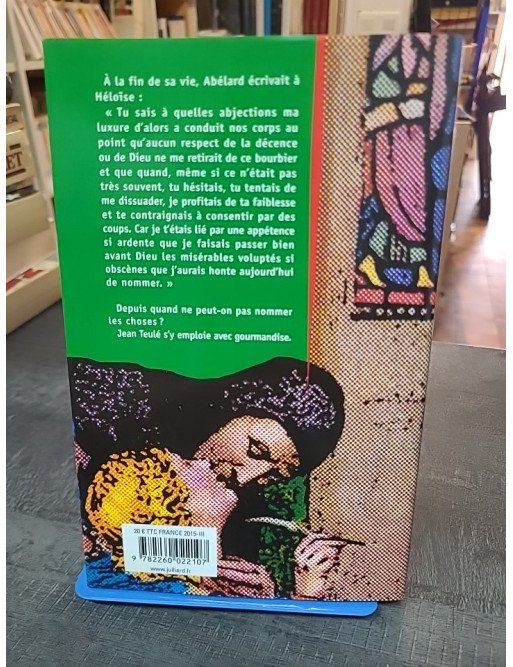 À la fin de sa vie, Abélard écrivait à
Héloïse :
« Tu sais à quelles abjections ma
luxure d'alors a conduit nos corps au
point qu'aucun respect de la décence
ou de Dieu ne me retirait de ce bourbier
et que quand, même si ce n'était pas
très souvent, tu hésitais, tu tentais de
me dissuader, je profitais de ta faiblesse
et te contraignais à consentir par des
coups. Car je t'étais lié par une appétence
si ardente que je faisais passer bien
avant Dieu les misérables voluptés si
obscènes que j'aurais honte aujourd'hui
de nommer. »
Depuis quand ne peut-on pas nommer
les choses ?
Jean Teulé s'y emploie avec gourmandise.
20 € TTC FRANCE 2015-III
9 782260 022107
www.julliard.fr